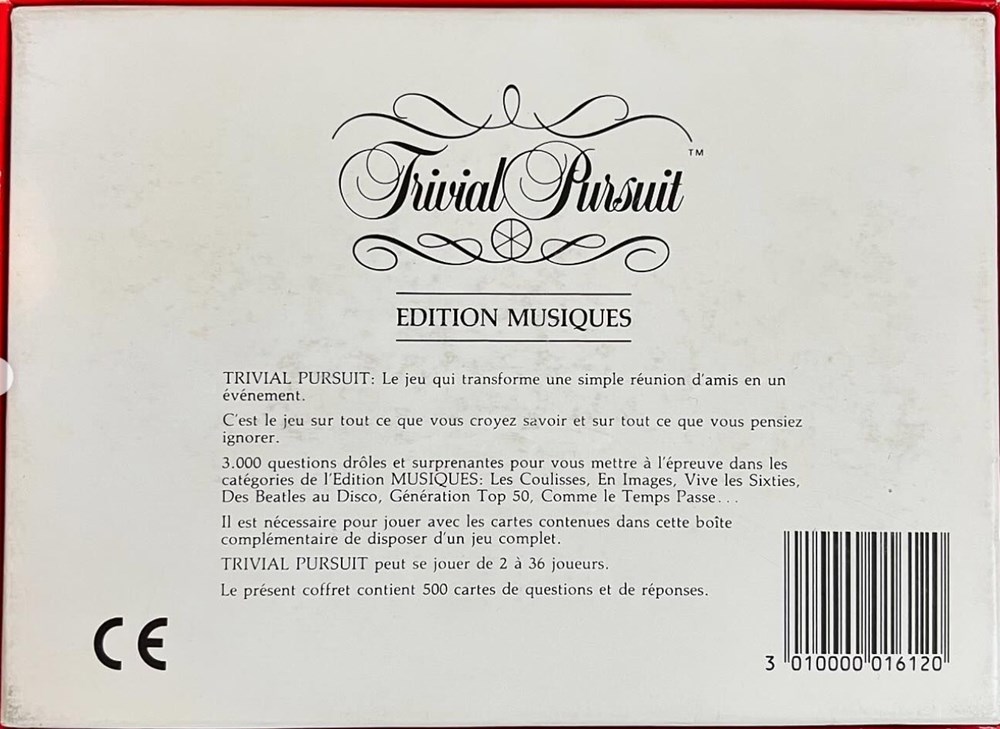 Trivial Pursuit™
EDITION MUSIQUES
TRIVIAL PURSUIT: Le jeu qui transforme une simple réunion d'amis en un
événement.
C'est le jeu sur tout ce que vous croyez savoir et sur tout ce que vous pensiez
ignorer.
3.000 questions drôles et surprenantes pour vous mettre à l'épreuve dans les
catégories de l'Edition MUSIQUES: Les Coulisses, En Images, Vive les Sixties,
Des Beatles au Disco, Génération Top 50, Comme le Temps Passe...
Il est nécessaire pour jouer avec les cartes contenues dans cette boîte
complémentaire de disposer d'un jeu complet.
TRIVIAL PURSUIT peut se jouer de 2 à 36 joueurs.
Le présent coffret contient 500 cartes de questions et de réponses.
CE
3 010000 016120